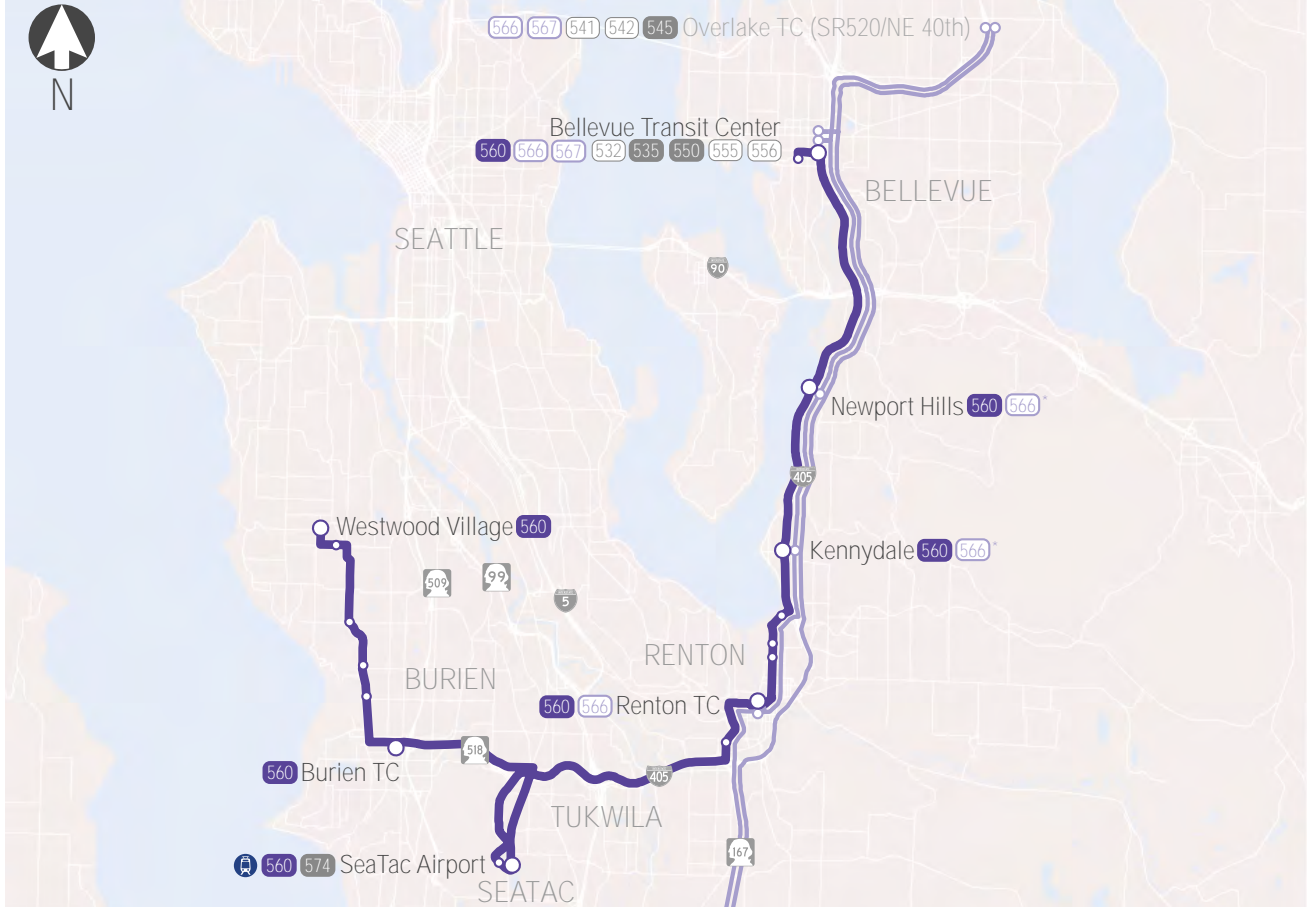 566 567 541 542 545 Overlake TC (SR520/NE 40th)
N
Bellevue Transit Center
560 566 567 532 535 550 555 556
BELLEVUE
SEATTLE
90
Newport Hills 560 566*
405
Westwood Village 560
Kennydale 560 566*
509
99
5
RENTON
BURIEN
560 566 Renton TC
518
560 Burien TC
405
TUKWILA
167
560 574 SeaTac Airport
SEATAC